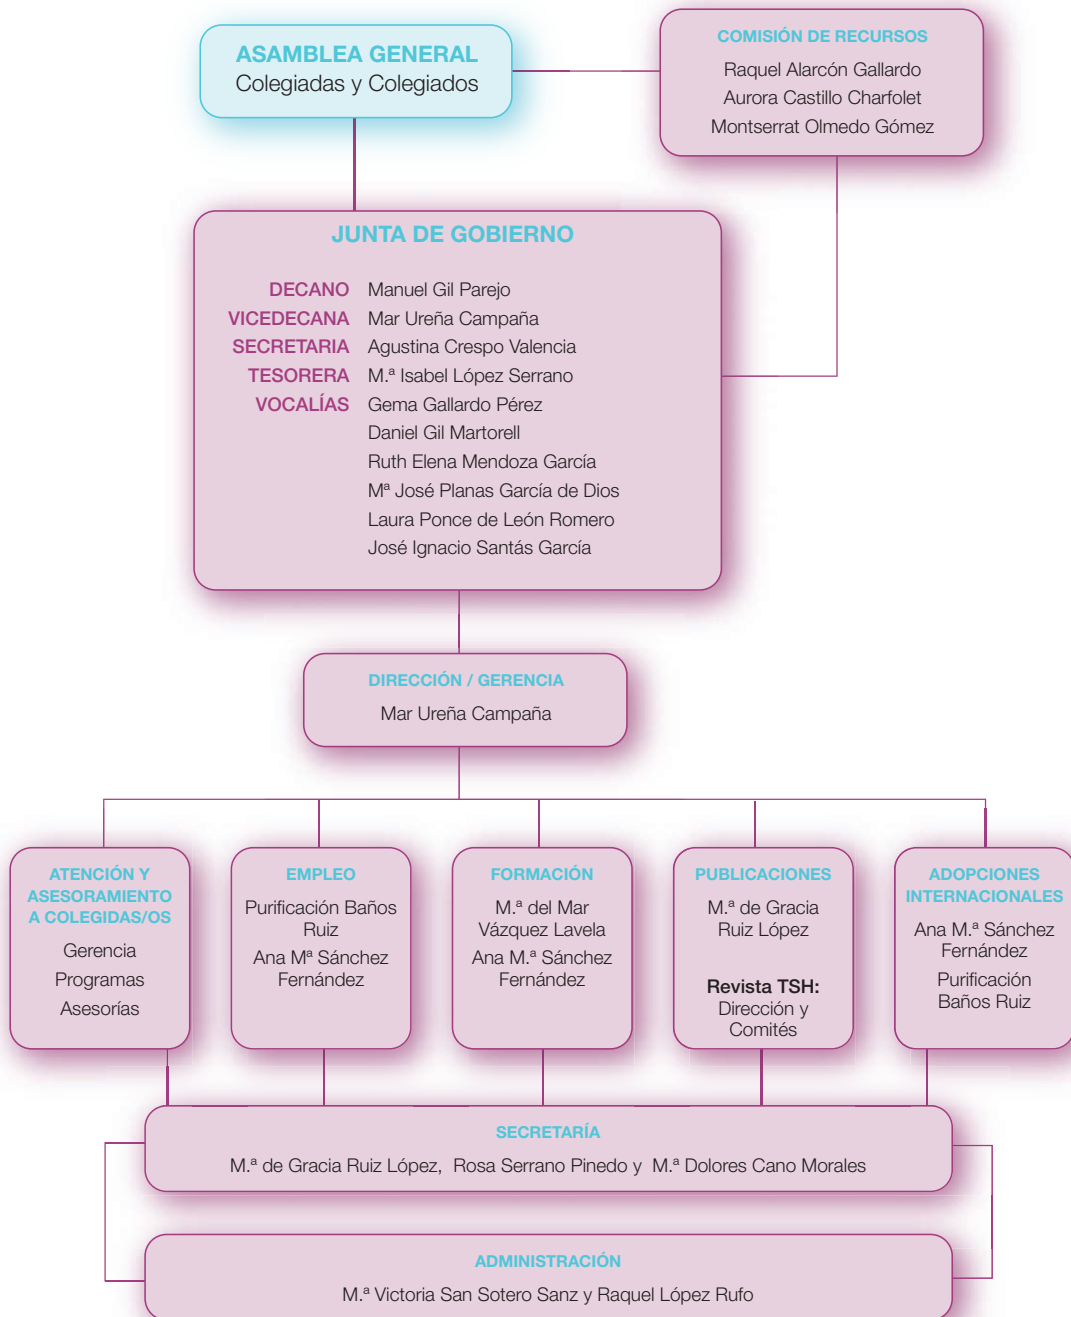 ASAMBLEA GENERAL
Colegiadas y Colegiados
COMISIÓN DE RECURSOS
Raquel Alarcón Gallardo
Aurora Castillo Charfolet
Montserrat Olmedo Gómez
JUNTA DE GOBIERNO
DECANO Manuel Gil Parejo
VICEDECANA Mar Ureña Campaña
SECRETARIA Agustina Crespo Valencia
TESORERA M.ª Isabel López Serrano
VOCALÍAS Gema Gallardo Pérez
Daniel Gil Martorell
Ruth Elena Mendoza García
Mª José Planas García de Dios
Laura Ponce de León Romero
José Ignacio Santás García
DIRECCIÓN / GERENCIA
Mar Ureña Campaña
ATENCIÓN Y
ASESORAMIENTO
A COLEGIDAS/OS
Gerencia
Programas
Asesorías
EMPLEO
Purificación Baños
Ruiz
Ana Mª Sánchez
Fernández
FORMACIÓN
M.ª del Mar
Vázquez Lavela
Ana M.ª Sánchez
Fernández
PUBLICACIONES
M.ª de Gracia
Ruiz López
Revista TSH:
Dirección y
Comités
ADOPCIONES
INTERNACIONALES
Ana M.ª Sánchez
Fernández
Purificación
Baños Ruiz
SECRETARÍA
M.ª de Gracia Ruiz López, Rosa Serrano Pinedo y M.ª Dolores Cano Morales
ADMINISTRACIÓN
M.ª Victoria San Sotero Sanz y Raquel López Rufo